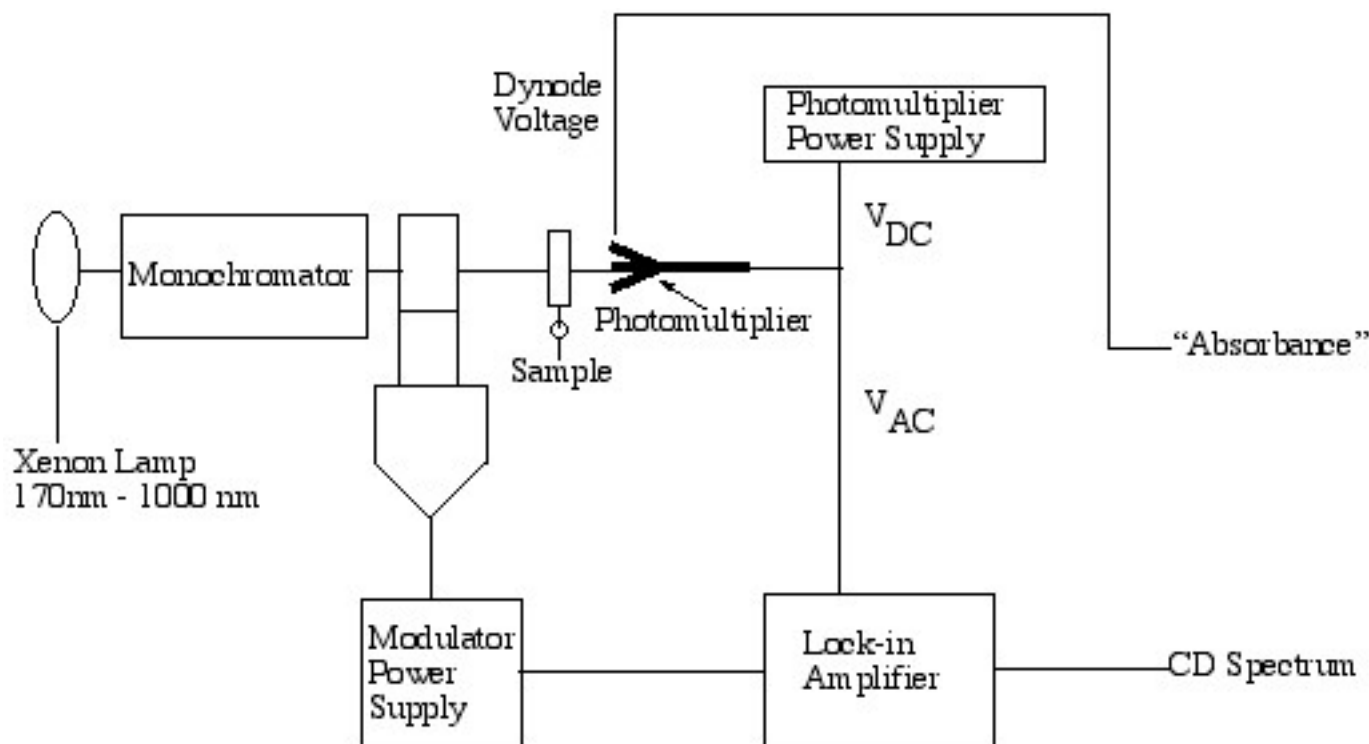 Dynode
Voltage
Photomultiplier
Power Supply
V DC
Monochromator
Photomultiplier
"Absorbance"
Sample
V AC
Xenon Lamp
170nm - 1000 nm
Modulator
Power
Supply
Lock-in
Amplifier
CD Spectrum